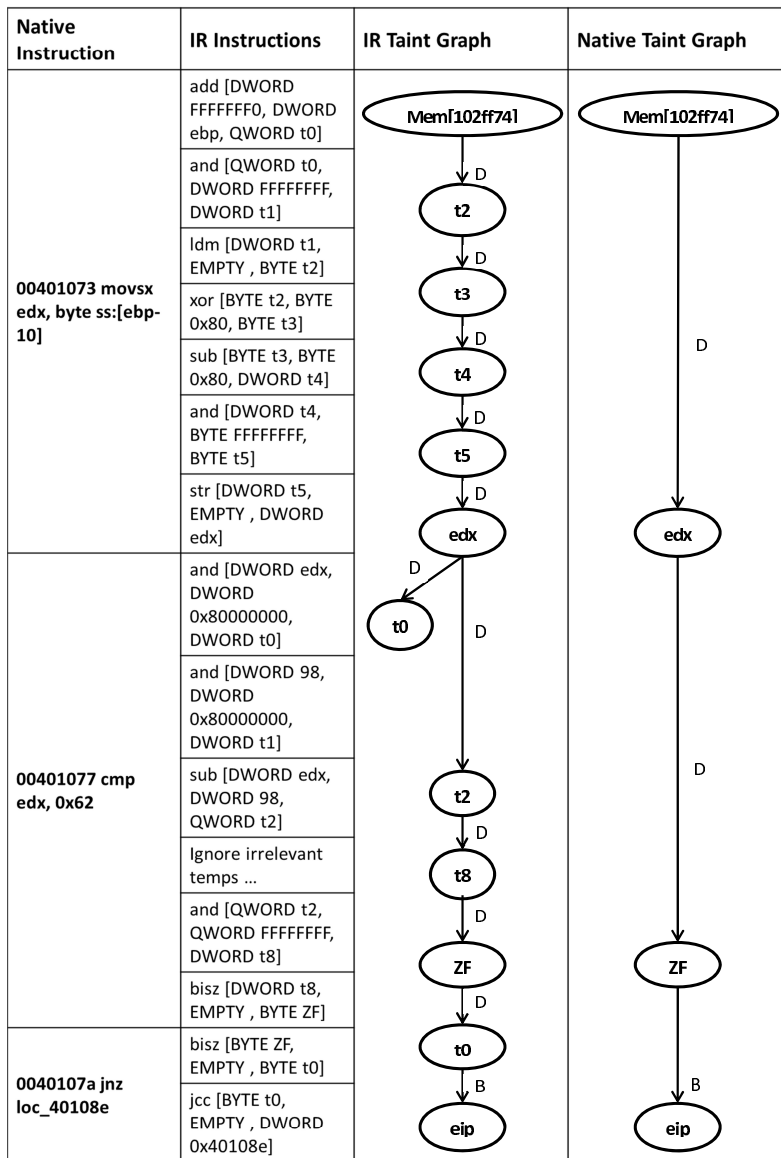 Native
Instruction
IR Instructions
IR Taint Graph
Native Taint Graph
00401073 movsx
edx, byte ss:[ebp-
10]
add [DWORD
FFFFFFF0, DWORD
ebp, QWORD t0]
and [QWORD t0,
DWORD FFFFFFFF,
DWORD t1]
ldm [DWORD t1,
EMPTY , BYTE t2]
xor [BYTE t2, BYTE
0x80, BYTE t3]
sub [BYTE t3, BYTE
0x80, DWORD t4]
and [DWORD t4,
BYTE FFFFFFFF,
BYTE t5]
str [DWORD t5,
EMPTY , DWORD
edx]
00401077 cmp
edx, 0x62
and [DWORD edx,
DWORD
0x80000000,
DWORD t0]
and [DWORD 98,
DWORD
0x80000000,
DWORD t1]
sub [DWORD edx,
DWORD 98,
QWORD t2]
Ignore irrelevant
temps ...
and [QWORD t2,
QWORD FFFFFFFF,
DWORD t8]
bisz [DWORD t8,
EMPTY , BYTE ZF]
0040107a jnz
loc_40108e
bisz [BYTE ZF,
EMPTY , BYTE t0]
jcc [BYTE t0,
EMPTY , DWORD
0x40108e]
Mem[102ff74]
D
t2
D
t3
D
t4
D
t5
D
edx
D
t0
D
t2
D
t8
D
ZF
D
t0
B
eip
Mem[102ff74]
D
edx
D
ZF
B
eip